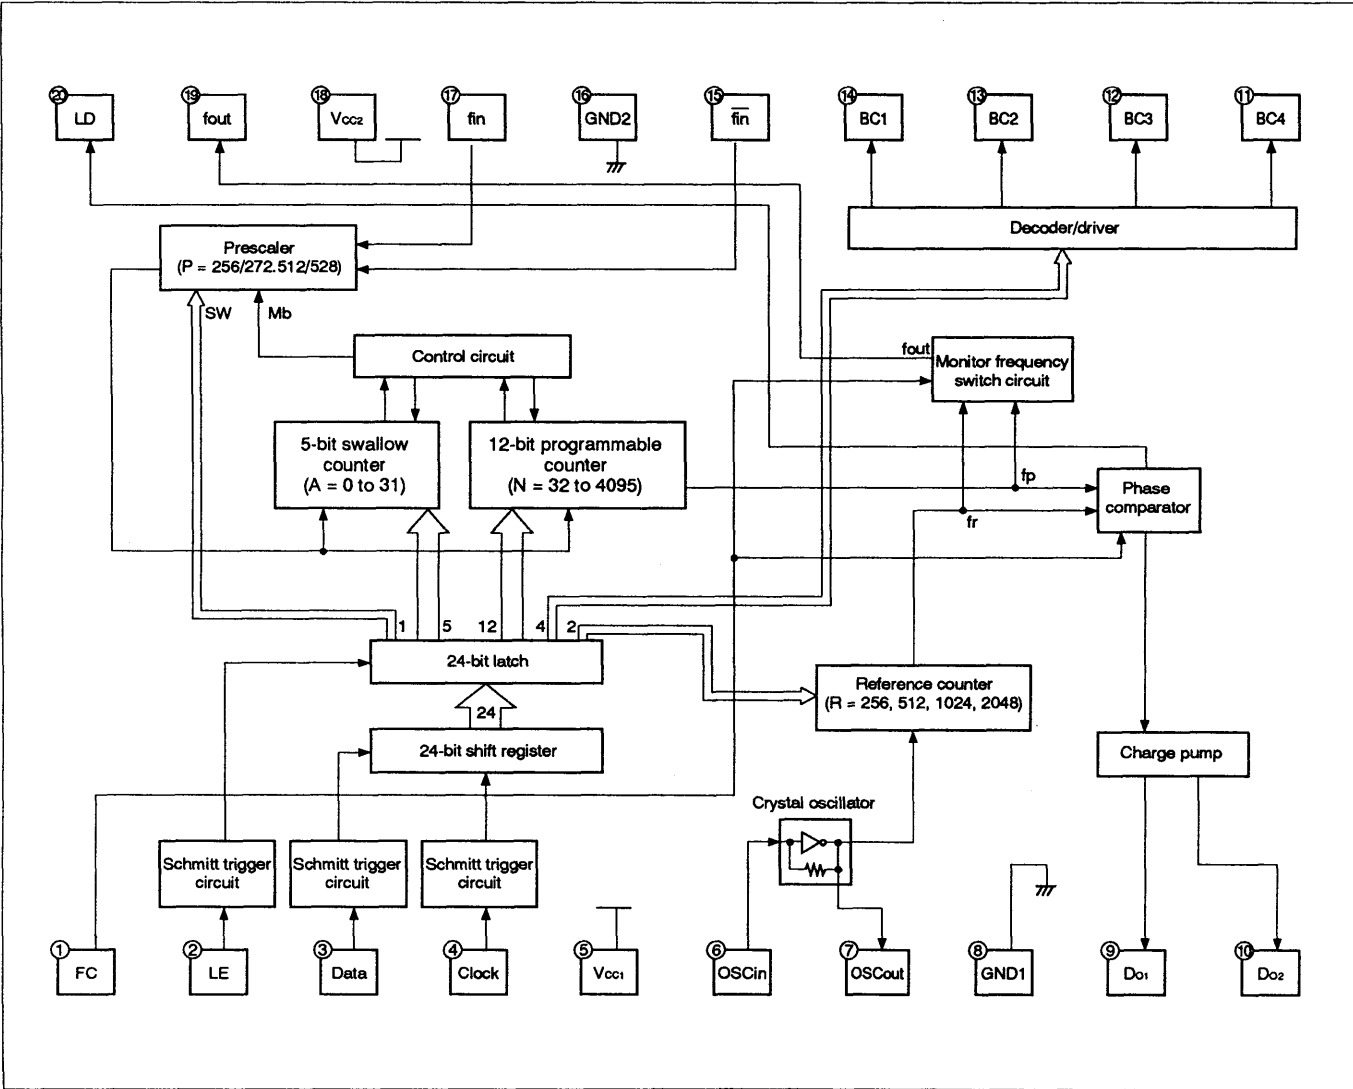 20 19 18 17 16 15 14 13 12 11
LD fout VCC2 fin GND2 fin BC1 BC2 BC3 BC4
Decoder/driver
Prescaler
(P = 256/272.512/528)
SW Mb
Control circuit
fout
Monitor frequency
switch circuit
5-bit swallow
counter
(A = 0 to 31)
12-bit programmable
counter
(N = 32 to 4095)
fp
fr
Phase
comparator
1 5 12 4 2
24-bit latch
24
24-bit shift register
Reference counter
(R = 256, 512, 1024, 2048)
Charge pump
Crystal oscillator
Schmitt trigger
circuit
Schmitt trigger
circuit
Schmitt trigger
circuit
1 2 3 4 5 6 7 8 9 10
FC LE Data Clock VCC1 OSCin OSCout GND1 DO1 DO2